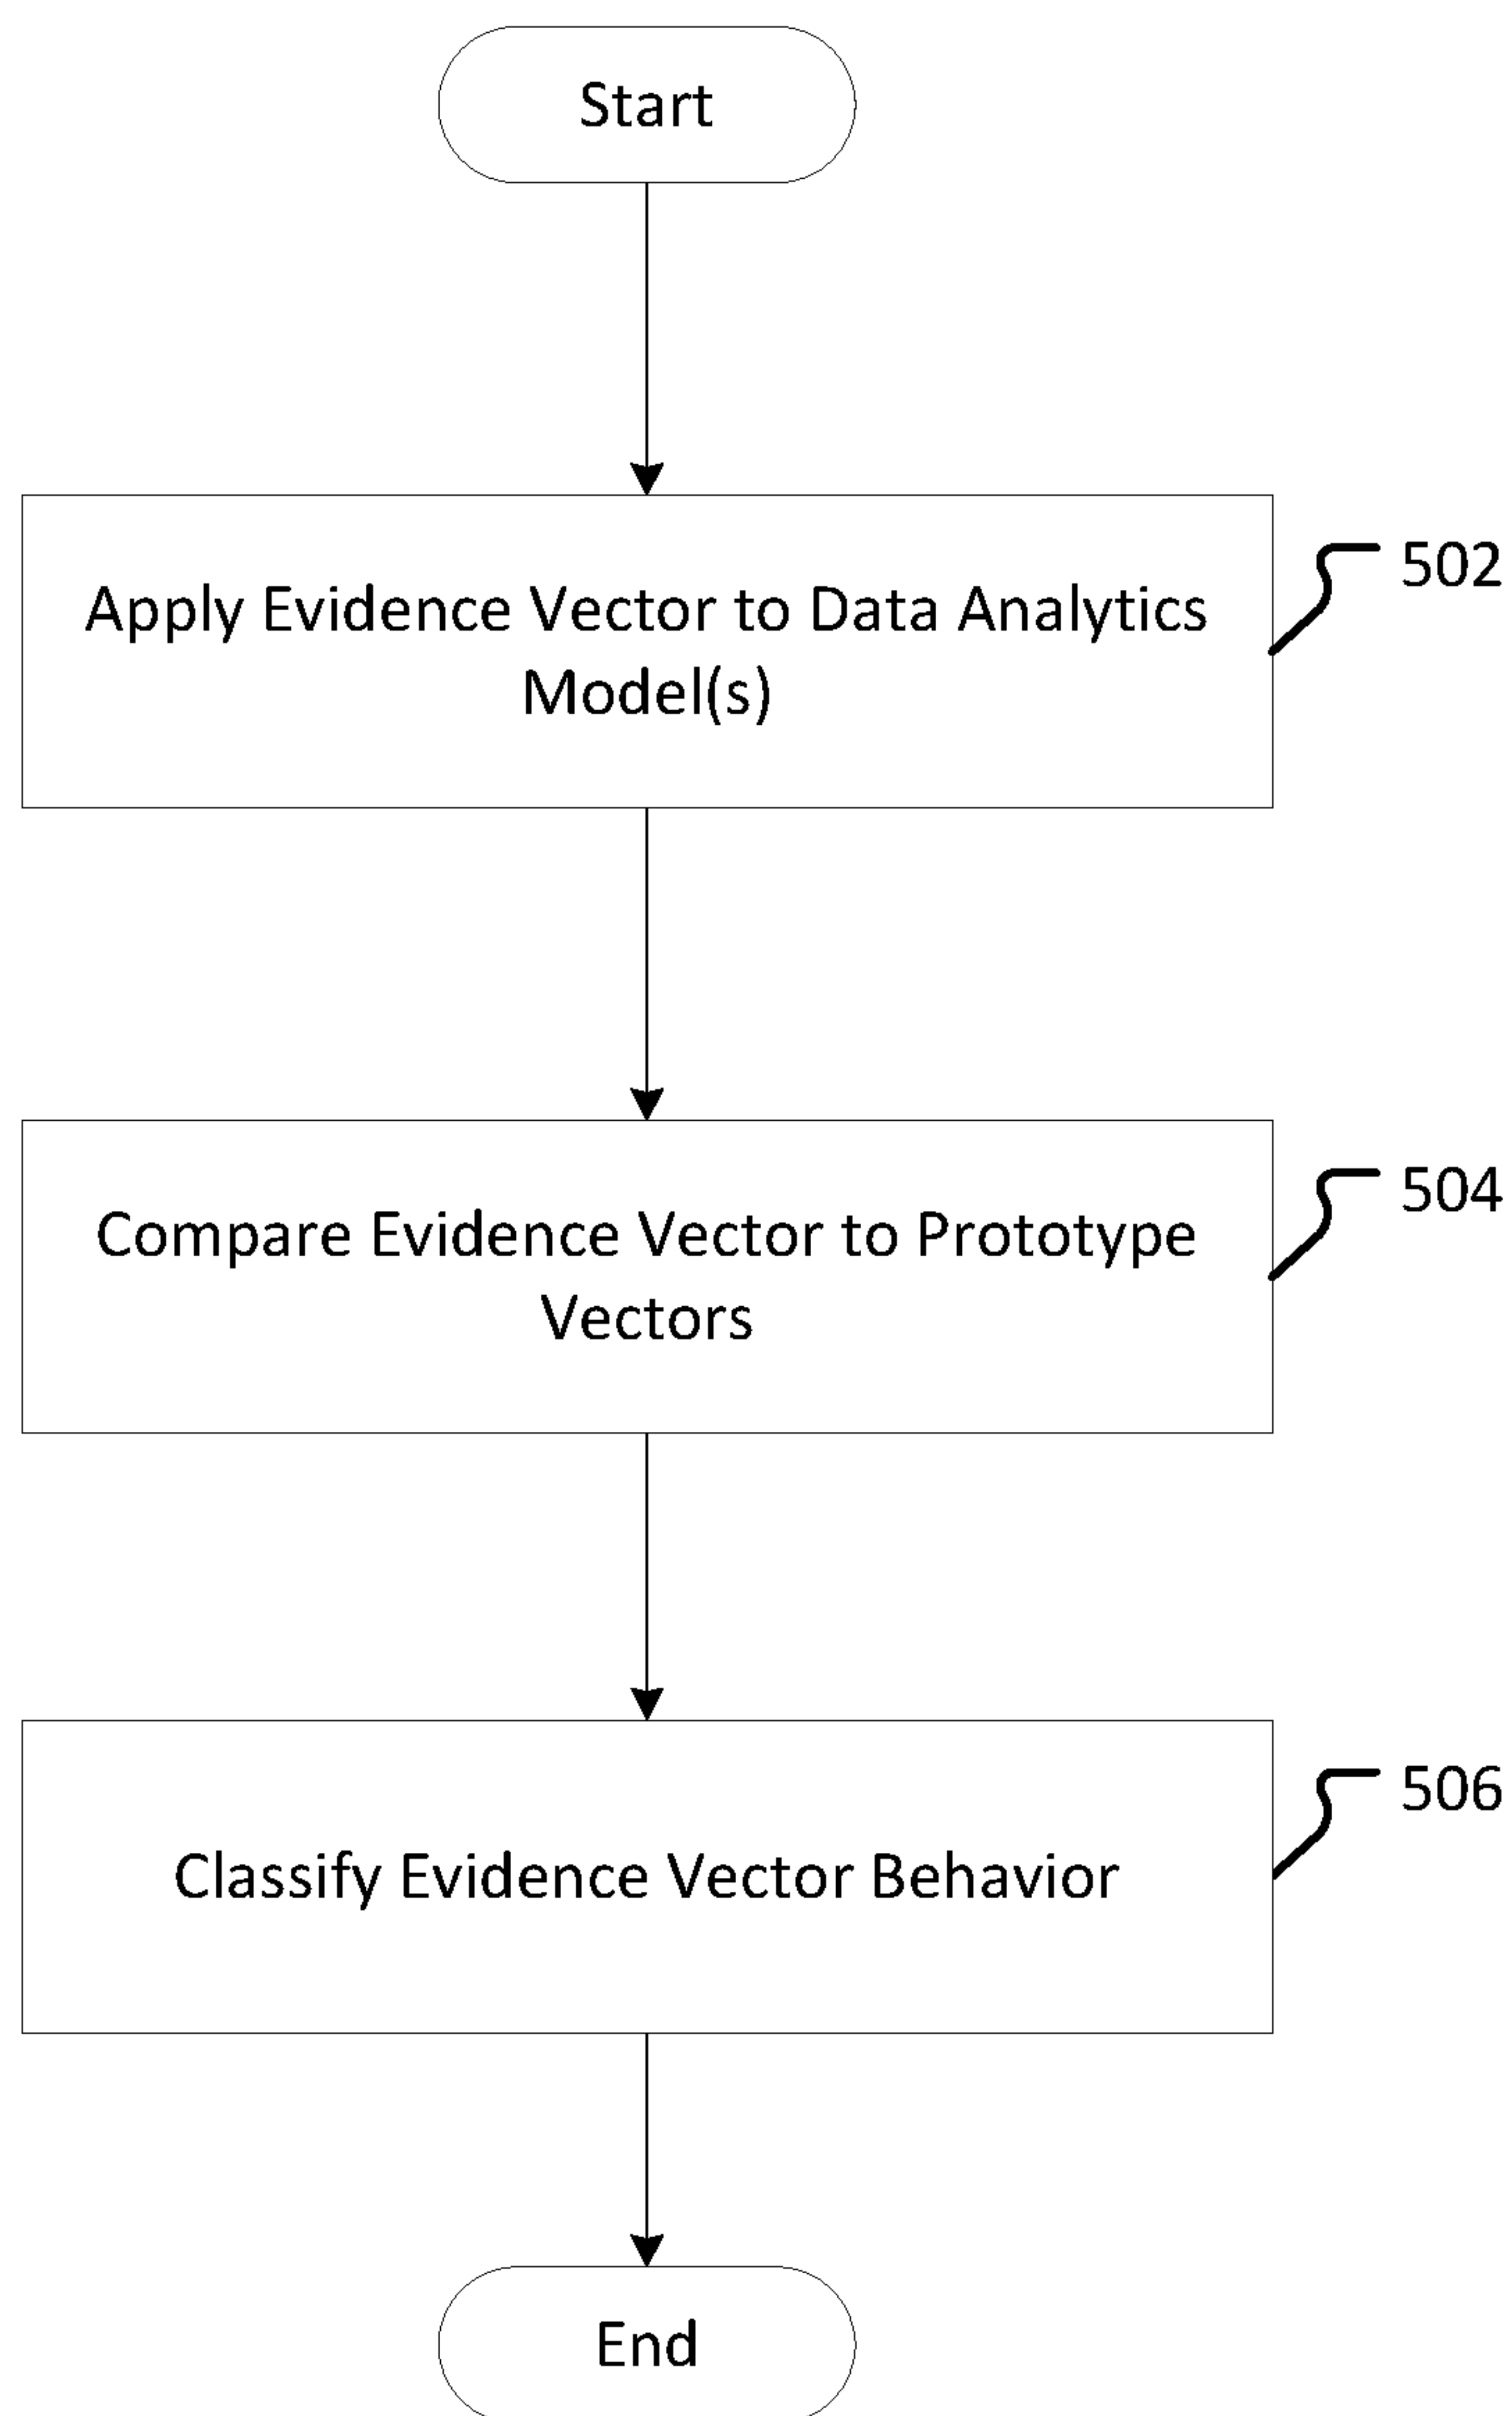 Start
Apply Evidence Vector to Data Analytics
Model(s)
502
Compare Evidence Vector to Prototype
Vectors
504
Classify Evidence Vector Behavior
506
End